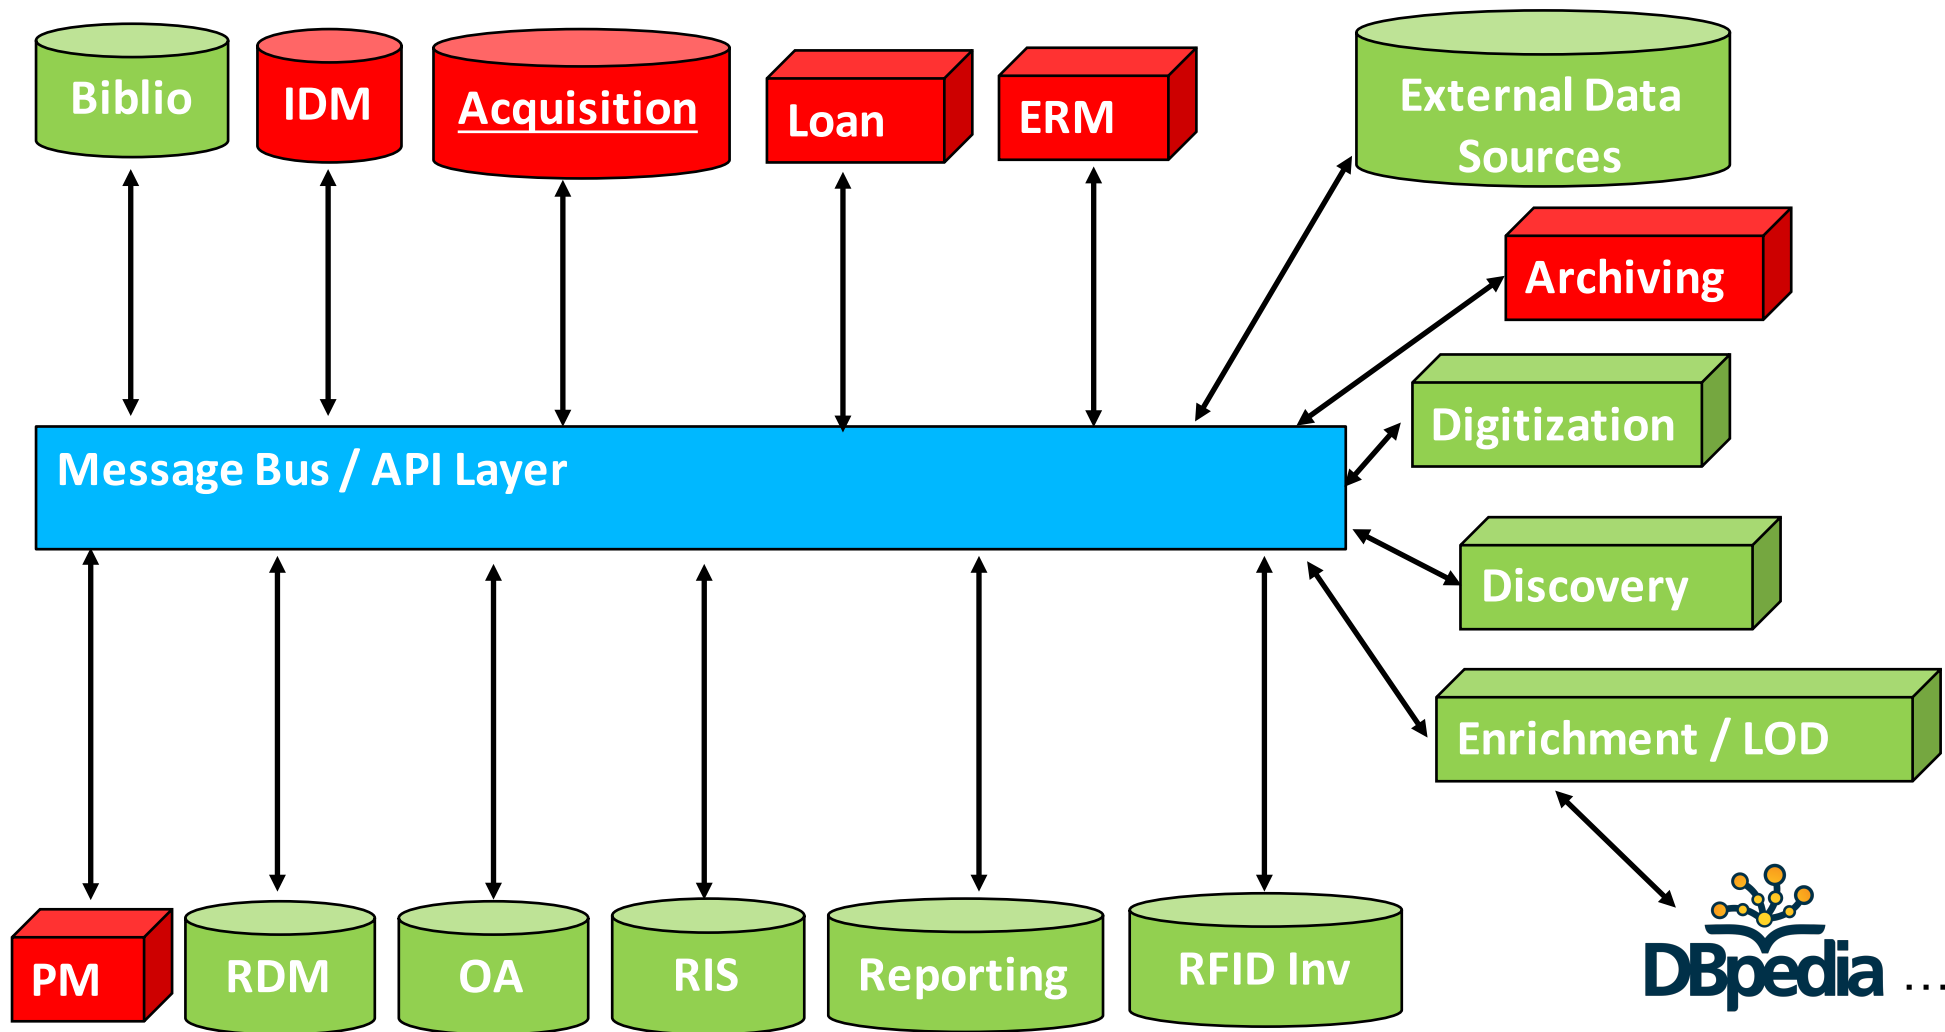 Biblio
IDM
Acquisition
Loan
ERM
External Data
Sources
Archiving
Digitization
Message Bus / API Layer
Discovery
Enrichment / LOD
PM
RDM
OA
RIS
Reporting
RFID Inv
DBpedia ...